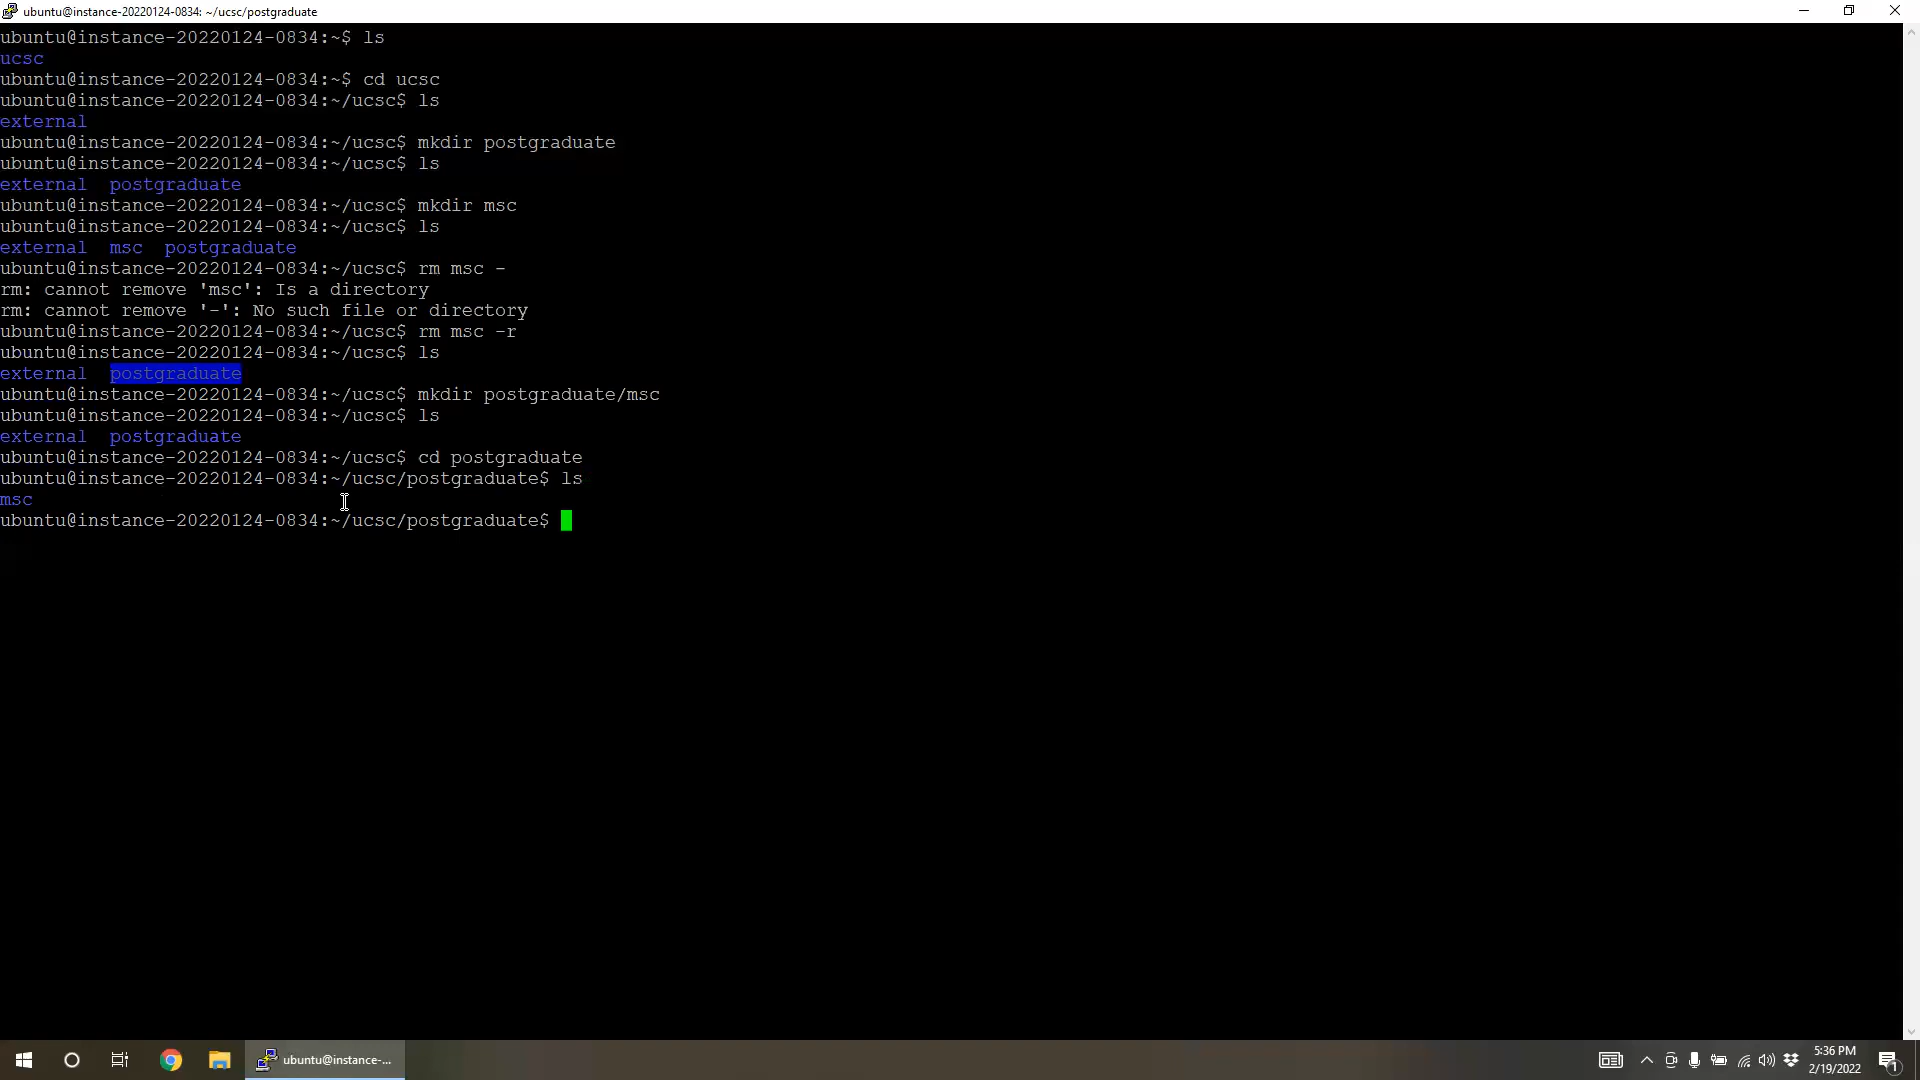 ubuntu@instance-20220124-0834: ~/ucsc/postgraduate
ubuntu@instance-20220124-0834:~$ ls
ucsc
ubuntu@instance-20220124-0834:~$ cd ucsc
ubuntu@instance-20220124-0834:~/ucsc$ ls
external
ubuntu@instance-20220124-0834:~/ucsc$ mkdir postgraduate
ubuntu@instance-20220124-0834:~/ucsc$ ls
external  postgraduate
ubuntu@instance-20220124-0834:~/ucsc$ mkdir msc
ubuntu@instance-20220124-0834:~/ucsc$ ls
external  msc  postgraduate
ubuntu@instance-20220124-0834:~/ucsc$ rm msc -
rm: cannot remove 'msc': Is a directory
rm: cannot remove '-': No such file or directory
ubuntu@instance-20220124-0834:~/ucsc$ rm msc -r
ubuntu@instance-20220124-0834:~/ucsc$ ls
external  postgraduate
ubuntu@instance-20220124-0834:~/ucsc$ mkdir postgraduate/msc
ubuntu@instance-20220124-0834:~/ucsc$ ls
external  postgraduate
ubuntu@instance-20220124-0834:~/ucsc$ cd postgraduate
ubuntu@instance-20220124-0834:~/ucsc/postgraduate$ ls
msc
ubuntu@instance-20220124-0834:~/ucsc/postgraduate$
ubuntu@instance-...
5:36 PM
2/19/2022
1